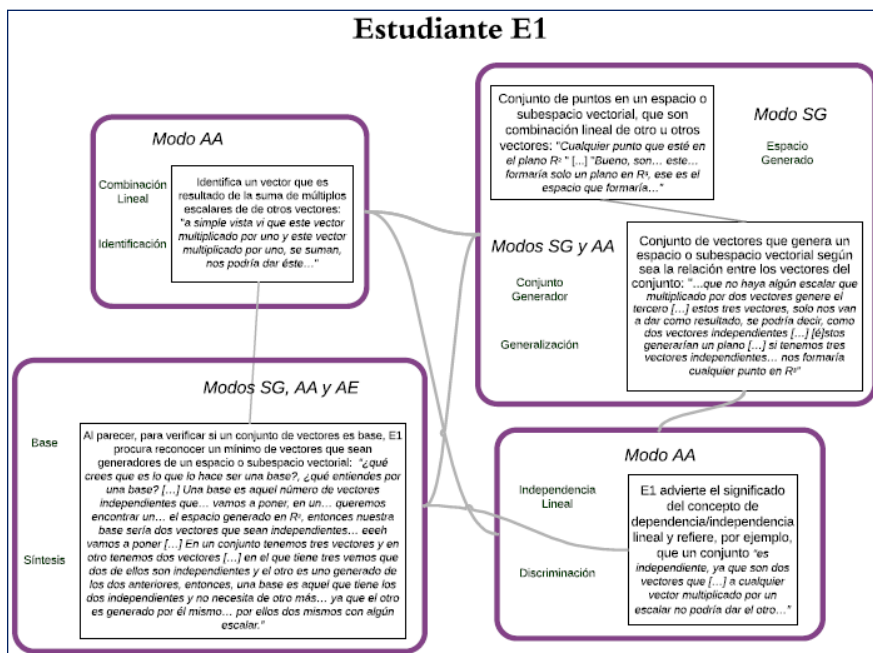 Estudiante E1
Modo AA
Combinación
Lineal
Identificación
Identifica un vector que es
resultado de la suma de múltiplos
escalares de de otros vectores:
"a simple vista vi que este vector
multiplicado por uno y este vector
multiplicado por uno, se suman,
nos podría dar éste…"
Conjunto de puntos en un espacio o
subespacio vectorial, que son
combinación lineal de otro u otros
vectores: "Cualquier punto que esté en
el plano R² " [...] "Bueno, son… este…
formaría solo un plano en R³, ese es el
espacio que formaría…"
Modo SG
Espacio
Generado
Modos SG y AA
Conjunto
Generador
Generalización
Conjunto de vectores que genera un
espacio o subespacio vectorial según
sea la relación entre los vectores del
conjunto: "…que no haya algún escalar que
multiplicado por dos vectores genere el
tercero […] estos tres vectores, solo nos van
a dar como resultado, se podría decir, como
dos vectores independientes […] [é]stos
generarían un plano […] si tenemos tres
vectores independientes… nos formaría
cualquier punto en R³"
Modos SG, AA y AE
Base
Síntesis
Al parecer, para verificar si un conjunto de vectores es base, E1
procura reconocer un mínimo de vectores que sean
generadores de un espacio o subespacio vectorial: "¿qué
crees que es lo que lo hace ser una base?, ¿qué entiendes por
una base? […] Una base es aquel número de vectores
independientes que… vamos a poner, en un… queremos
encontrar un… el espacio generado en R², entonces nuestra
base sería dos vectores que sean independientes… eeeh
vamos a poner […] En un conjunto tenemos tres vectores y en
otro tenemos dos vectores […] en el que tiene tres vemos que
dos de ellos son independientes y el otro es uno generado de
los dos anteriores, entonces, una base es aquel que tiene los
dos independientes y no necesita de otro más… ya que el otro
es generado por él mismo… por ellos dos mismos con algún
escalar."
Modo AA
Independencia
Lineal
Discriminación
E1 advierte el significado
del concepto de
dependencia/independencia
lineal y refiere, por ejemplo,
que un conjunto "es
independiente, ya que son dos
vectores que […] a cualquier
vector multiplicado por un
escalar no podría dar el otro…"